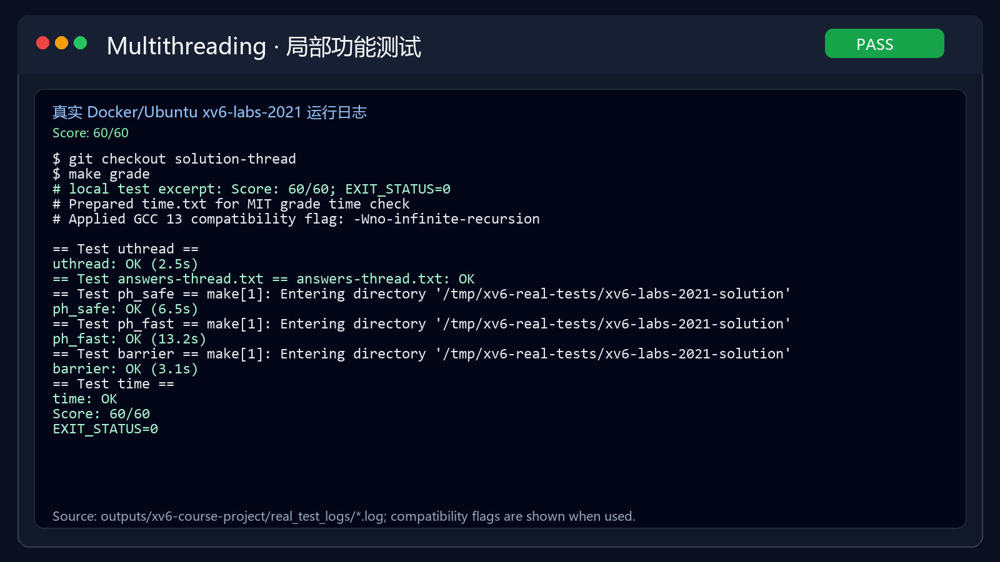 Multithreading · 局部功能测试
PASS
真实 Docker/Ubuntu xv6-labs-2021 运行日志
Score: 60/60
$ git checkout solution-thread
$ make grade
# local test excerpt: Score: 60/60; EXIT_STATUS=0
# Prepared time.txt for MIT grade time check
# Applied GCC 13 compatibility flag: -Wno-infinite-recursion
== Test uthread ==
uthread: OK (2.5s)
== Test answers-thread.txt == answers-thread.txt: OK
== Test ph_safe == make[1]: Entering directory '/tmp/xv6-real-tests/xv6-labs-2021-solution'
ph_safe: OK (6.5s)
== Test ph_fast == make[1]: Entering directory '/tmp/xv6-real-tests/xv6-labs-2021-solution'
ph_fast: OK (13.2s)
== Test barrier == make[1]: Entering directory '/tmp/xv6-real-tests/xv6-labs-2021-solution'
barrier: OK (3.1s)
== Test time ==
time: OK
Score: 60/60
EXIT_STATUS=0
Source: outputs/xv6-course-project/real_test_logs/*.log; compatibility flags are shown when used.